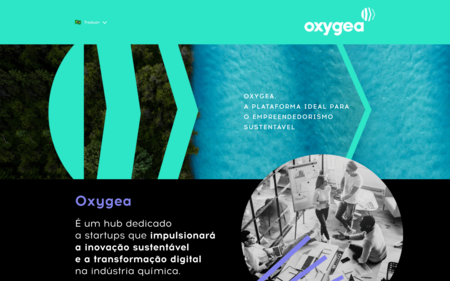 Português
oxygea
OXYGEA.
A PLATAFORMA IDEAL PARA
O EMPREENDEDORISMO
SUSTENTÁVEL
Oxygea
É um hub dedicado
a startups que impulsionará
a inovação sustentável
e a transformação digital
na indústria química.